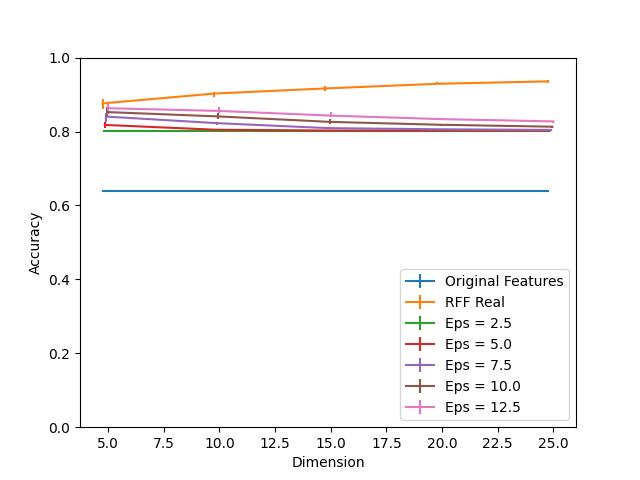 1.0
0.8
0.6
0.4
0.2
0.0
Accuracy
Original Features
RFF Real
Eps = 2.5
Eps = 5.0
Eps = 7.5
Eps = 10.0
Eps = 12.5
5.0 7.5 10.0 12.5 15.0 17.5 20.0 22.5 25.0
Dimension